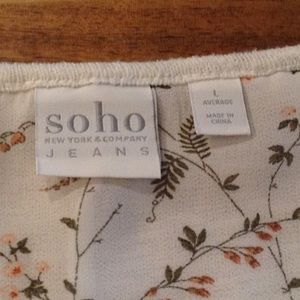 soho
NEW YORK & COMPANY
JEANS
L
AVERAGE
MADE IN
CHINA